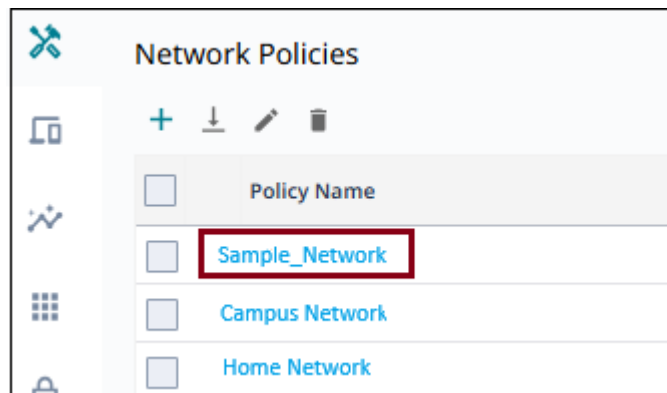 Network Policies
Policy Name
Sample_Network
Campus Network
Home Network